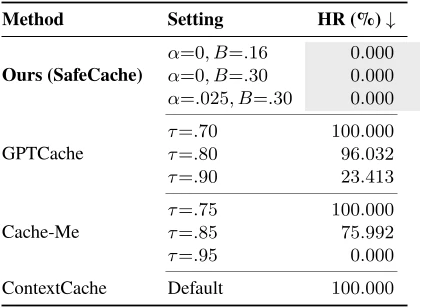 Method Setting HR (%) ↓
α=0, B=.16 0.000
Ours (SafeCache) α=0, B=.30 0.000
α=.025, B=.30 0.000
τ=.70 100.000
GPTCache τ=.80 96.032
τ=.90 23.413
τ=.75 100.000
Cache-Me τ=.85 75.992
τ=.95 0.000
ContextCache Default 100.000